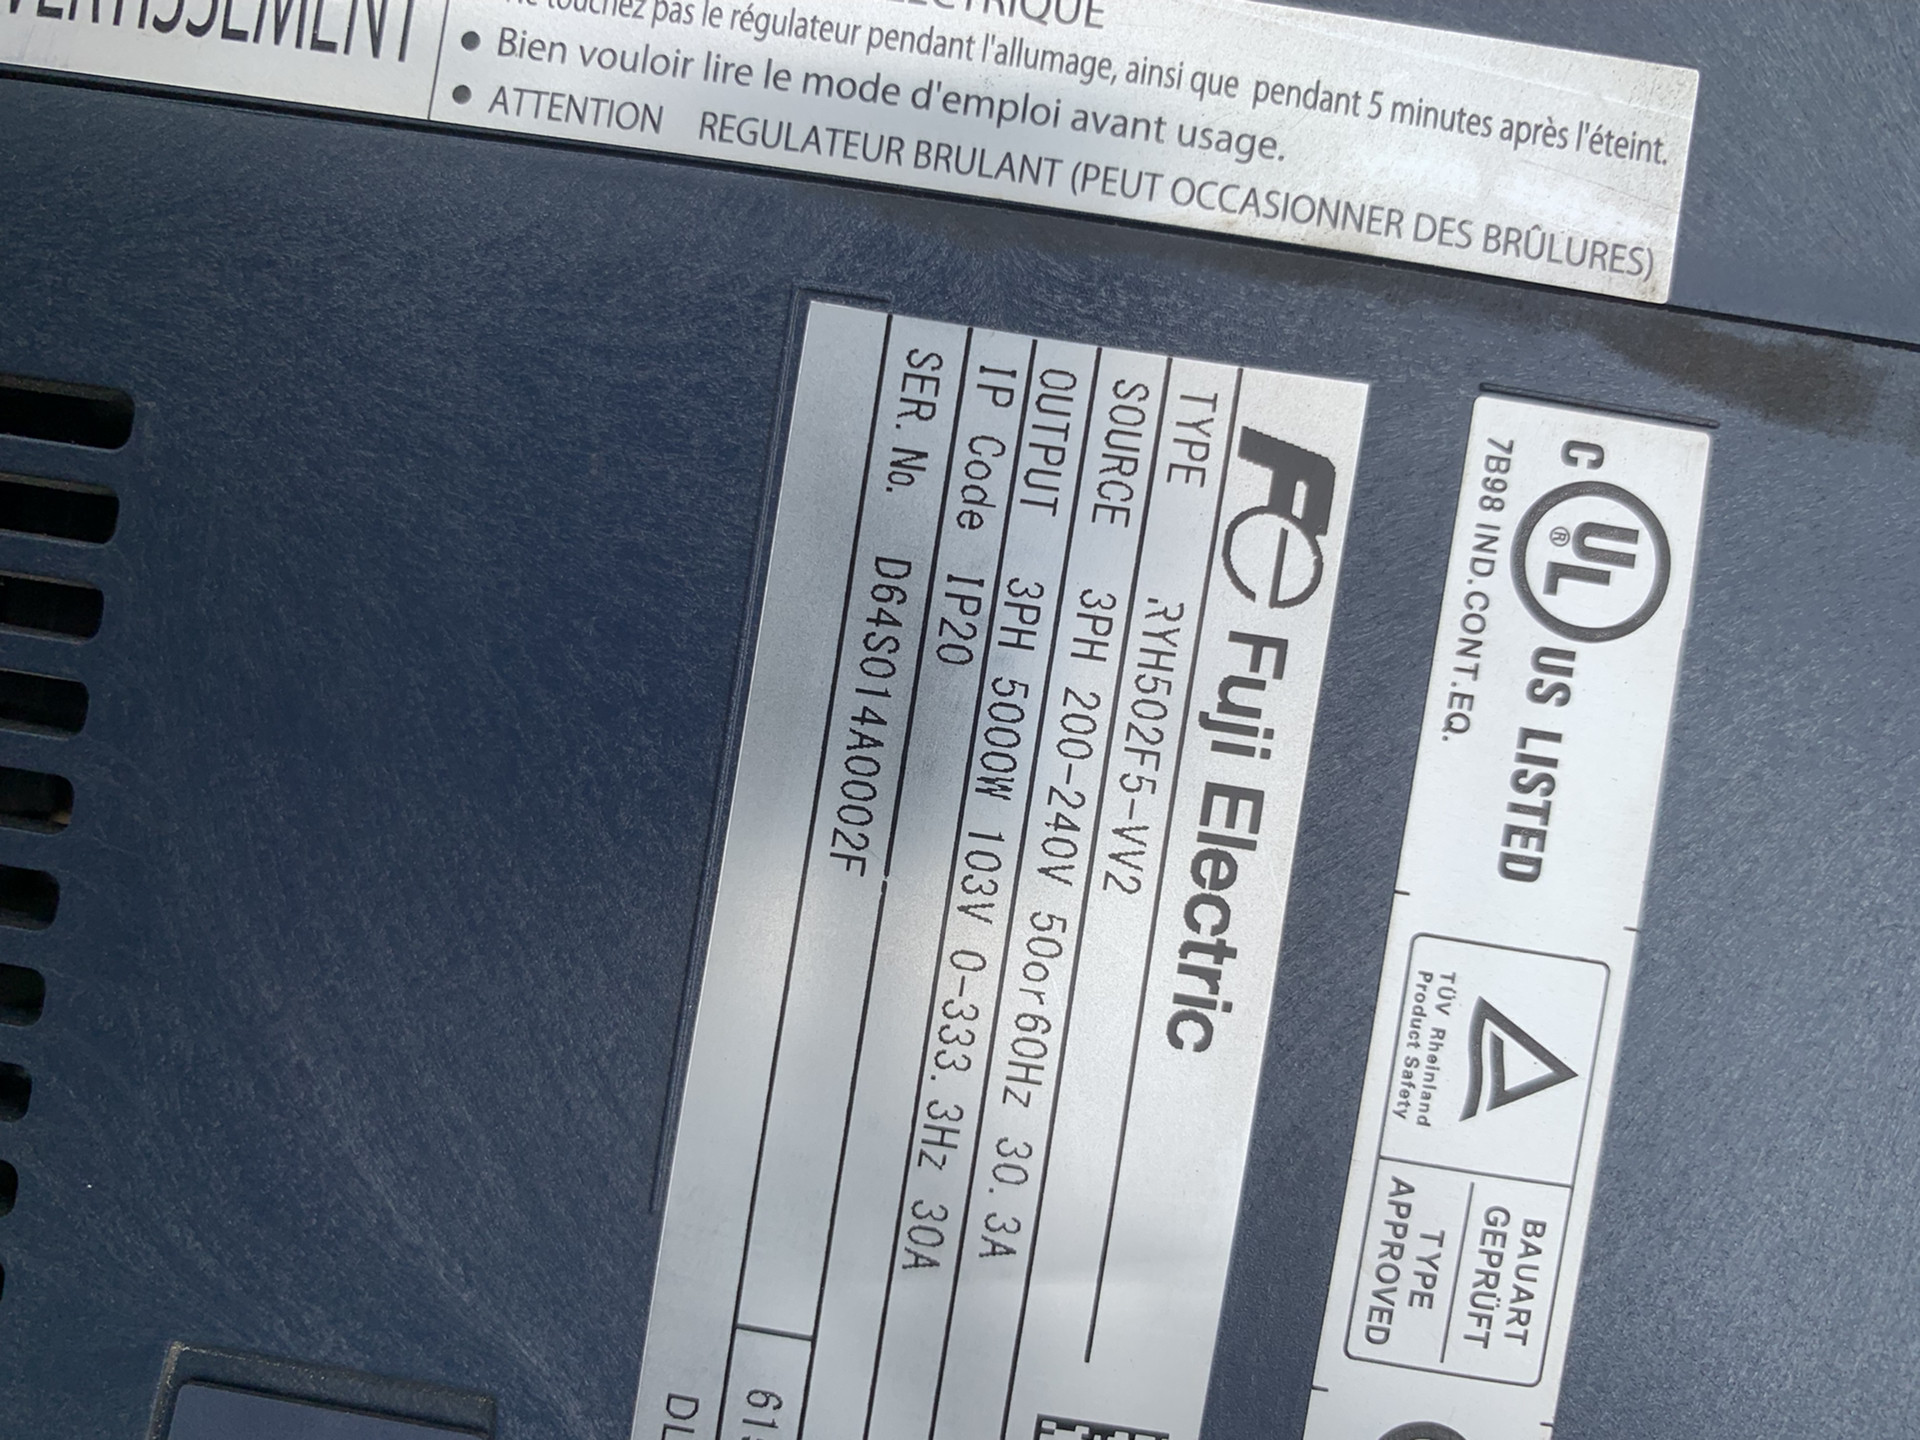 ERTISSEMENT
touchez pas le régulateur pendant l'allumage, ainsi que pendant 5 minutes après l'éteint.
• Bien vouloir lire le mode d'emploi avant usage.
• ATTENTION REGULATEUR BRULANT (PEUT OCCASIONNER DES BRÛLURES)
C UL ® US LISTED
7B98 IND.CONT.EQ.
TÜV Rheinland
Product Safety
BAUART
GEPRÜFT
TYPE
APPROVED
Fe Fuji Electric
TYPE RYH502F5-VV2
SOURCE 3PH 200-240V 50or60Hz 30.3A
OUTPUT 3PH 5000W 103V 0-333.3Hz 30A
IP Code IP20
SER. No. D64S014A0002F